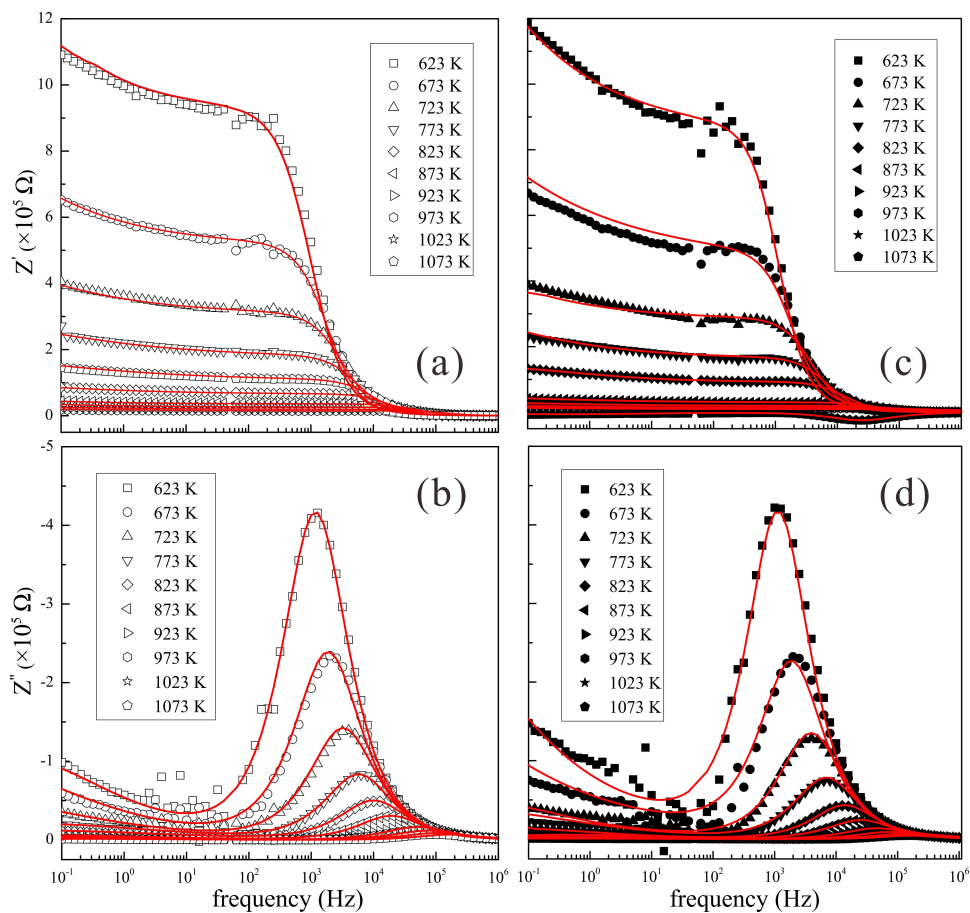 12
10
8
6
4
2
0
Z' (×10⁵ Ω)
623 K
673 K
723 K
773 K
823 K
873 K
923 K
973 K
1023 K
1073 K
(a)
623 K
673 K
723 K
773 K
823 K
873 K
923 K
973 K
1023 K
1073 K
(c)
-5
-4
-3
-2
-1
0
Z'' (×10⁵ Ω)
623 K
673 K
723 K
773 K
823 K
873 K
923 K
973 K
1023 K
1073 K
(b)
623 K
673 K
723 K
773 K
823 K
873 K
923 K
973 K
1023 K
1073 K
(d)
10⁻¹ 10⁰ 10¹ 10² 10³ 10⁴ 10⁵ 10⁶
frequency (Hz)
10⁻¹ 10⁰ 10¹ 10² 10³ 10⁴ 10⁵ 10⁶
frequency (Hz)